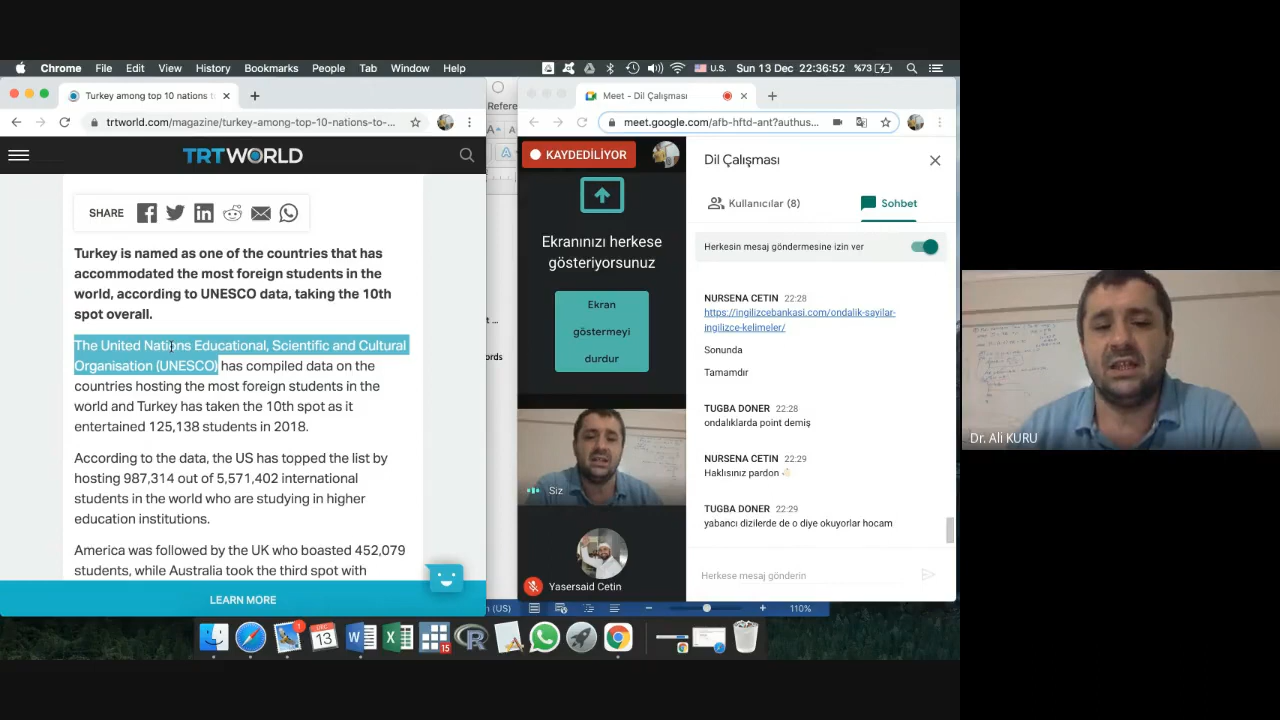 Chrome File Edit View History Bookmarks People Tab Window Help
U.S. Sun 13 Dec 22:36:52 %73
Turkey among top 10 nations t
trtworld.com/magazine/turkey-among-top-10-nations-to-...
TRTWORLD
SHARE
Turkey is named as one of the countries that has
accommodated the most foreign students in the
world, according to UNESCO data, taking the 10th
spot overall.
The United Nations Educational, Scientific and Cultural
Organisation (UNESCO) has compiled data on the
countries hosting the most foreign students in the
world and Turkey has taken the 10th spot as it
entertained 125,138 students in 2018.
According to the data, the US has topped the list by
hosting 987,314 out of 5,571,402 international
students in the world who are studying in higher
education institutions.
America was followed by the UK who boasted 452,079
students, while Australia took the third spot with
LEARN MORE
Refere
ords
Meet - Dil Çalışması
meet.google.com/afb-hftd-ant?authus...
KAYDEDİLİYOR
Ekranınızı herkese
gösteriyorsunuz
Ekran
göstermeyi
durdur
Siz
Yasersaid Cetin
Dil Çalışması
Kullanıcılar (8)
Sohbet
Herkesin mesaj göndermesine izin ver
NURSENA CETIN 22:28
https://ingilizcebankasi.com/ondalik-sayilar-
ingilizce-kelimeler/
Sonunda
Tamamdır
TUGBA DONER 22:28
ondalıklarda point demiş
NURSENA CETIN 22:29
Haklısınız pardon
TUGBA DONER 22:29
yabancı dizilerde de o diye okuyorlar hocam
Herkese mesaj gönderin
(US)
110%
1
DEC
13
15
Dr. Ali KURU